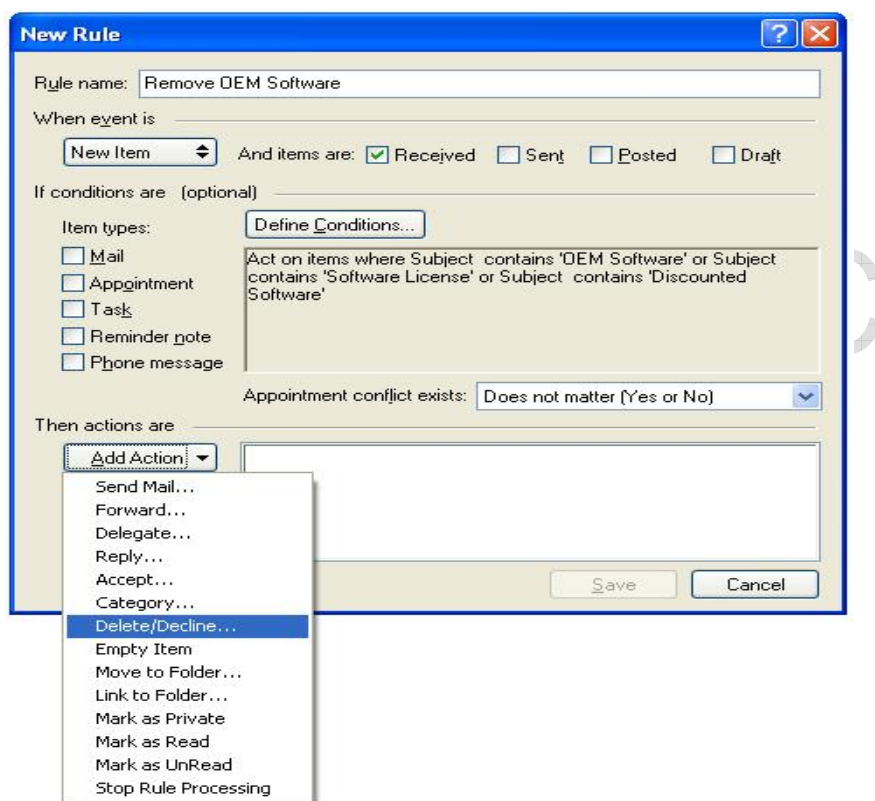 New Rule
Rule name: Remove OEM Software
When event is
New Item And items are: Received Sent Posted Draft
If conditions are (optional)
Item types: Define Conditions...
Mail
Appointment
Task
Reminder note
Phone message
Act on items where Subject contains 'OEM Software' or Subject
contains 'Software License' or Subject contains 'Discounted
Software'
Appointment conflict exists: Does not matter (Yes or No)
Then actions are
Add Action
Send Mail...
Forward...
Delegate...
Reply...
Accept...
Category...
Delete/Decline...
Empty Item
Move to Folder...
Link to Folder...
Mark as Private
Mark as Read
Mark as UnRead
Stop Rule Processing
Save Cancel